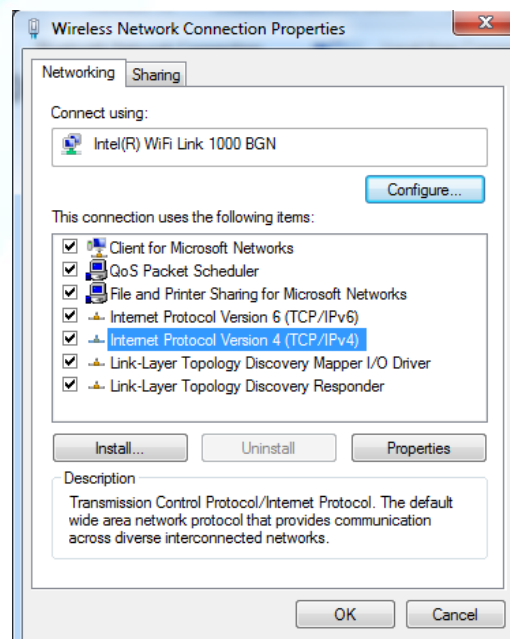 Wireless Network Connection Properties
Networking
Sharing
Connect using:
Intel(R) WiFi Link 1000 BGN
Configure...
This connection uses the following items:
Client for Microsoft Networks
QoS Packet Scheduler
File and Printer Sharing for Microsoft Networks
Internet Protocol Version 6 (TCP/IPv6)
Internet Protocol Version 4 (TCP/IPv4)
Link-Layer Topology Discovery Mapper I/O Driver
Link-Layer Topology Discovery Responder
Install...
Uninstall
Properties
Description
Transmission Control Protocol/Internet Protocol. The default
wide area network protocol that provides communication
across diverse interconnected networks.
OK
Cancel